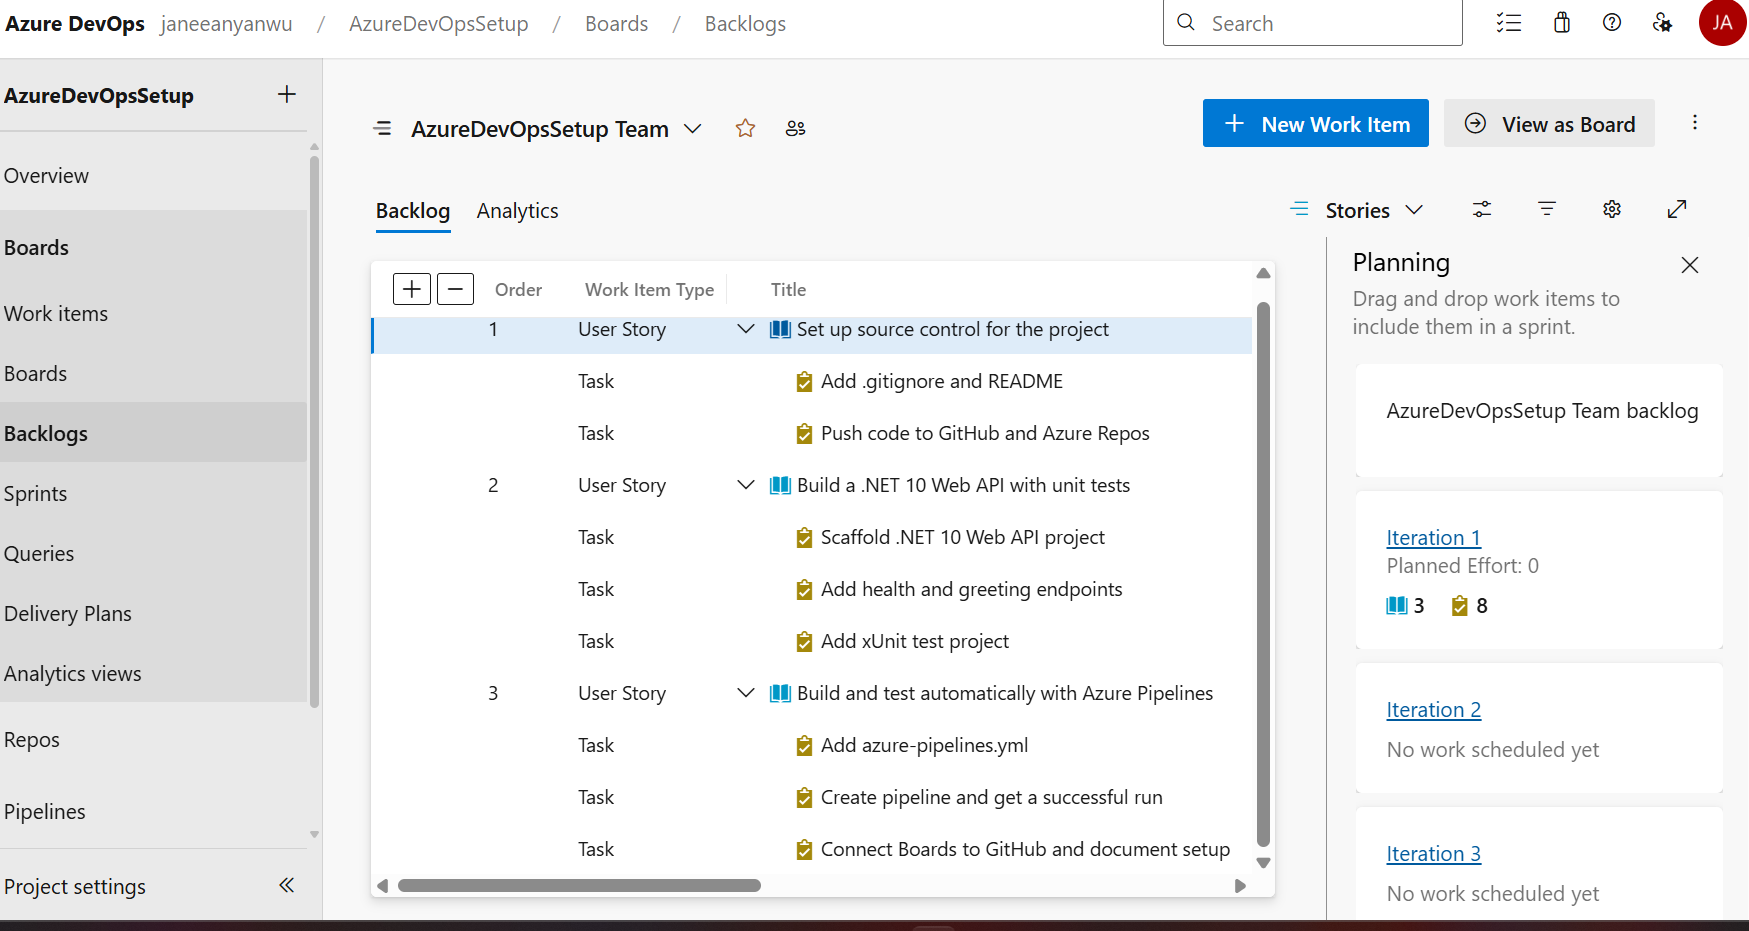 Azure DevOps janeeanyanwu / AzureDevOpsSetup / Boards / Backlogs
Search
JA
AzureDevOpsSetup
Overview
Boards
Work items
Boards
Backlogs
Sprints
Queries
Delivery Plans
Analytics views
Repos
Pipelines
Project settings
AzureDevOpsSetup Team
New Work Item
View as Board
Backlog Analytics
Stories
Order Work Item Type Title
1 User Story Set up source control for the project
Task Add .gitignore and README
Task Push code to GitHub and Azure Repos
2 User Story Build a .NET 10 Web API with unit tests
Task Scaffold .NET 10 Web API project
Task Add health and greeting endpoints
Task Add xUnit test project
3 User Story Build and test automatically with Azure Pipelines
Task Add azure-pipelines.yml
Task Create pipeline and get a successful run
Task Connect Boards to GitHub and document setup
Planning
Drag and drop work items to
include them in a sprint.
AzureDevOpsSetup Team backlog
Iteration 1
Planned Effort: 0
3 8
Iteration 2
No work scheduled yet
Iteration 3
No work scheduled yet